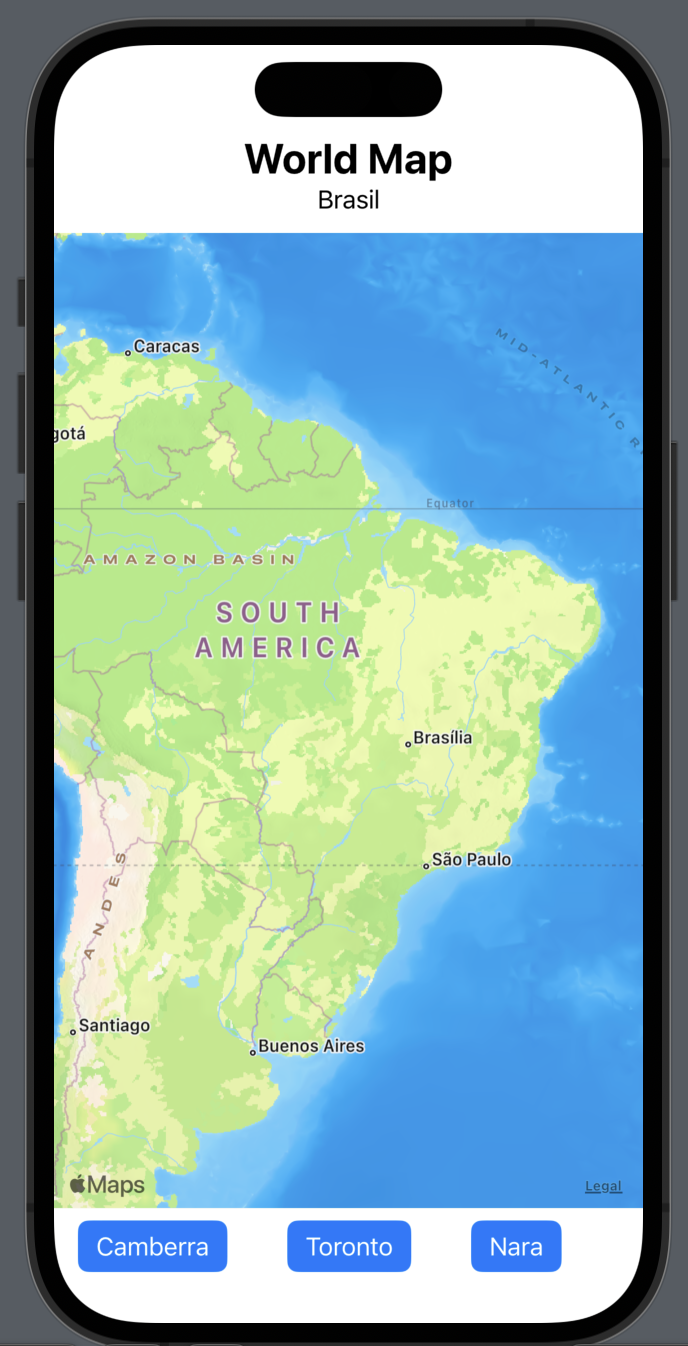 World Map
Brasil
MID-ATLANTIC
Caracas
gotá
Equator
AMAZON BASIN
SOUTH
AMERICA
Brasília
São Paulo
ANDES
Santiago
Buenos Aires
Maps
Legal
Camberra
Toronto
Nara